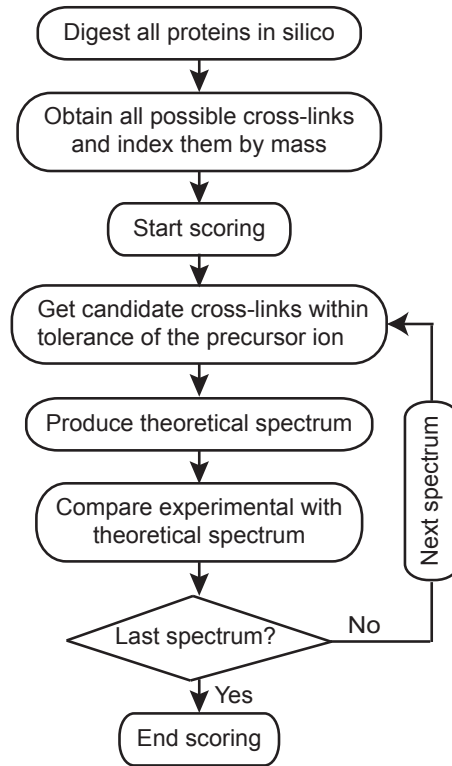 Digest all proteins in silico
Obtain all possible cross-links
and index them by mass
Start scoring
Get candidate cross-links within
tolerance of the precursor ion
Produce theoretical spectrum
Compare experimental with
theoretical spectrum
Next spectrum
Last spectrum?
No
Yes
End scoring